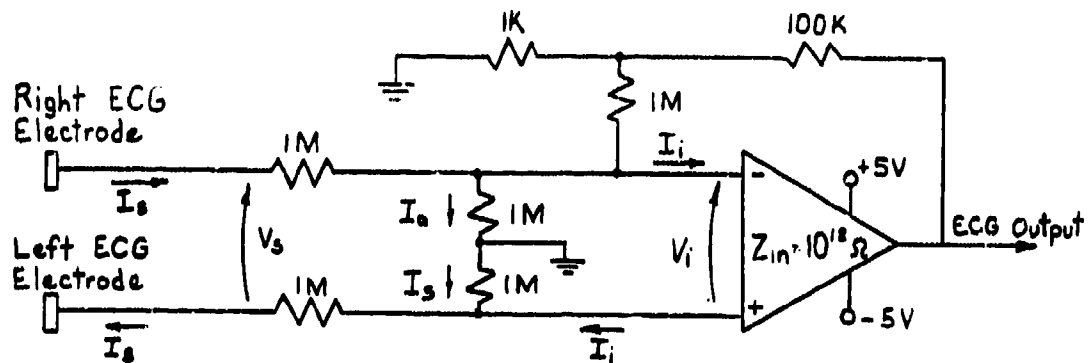 1K
100K
Right ECG
Electrode
1M
1M
Ii
Is
Ia
1M
+5V
Vs
Vi
Zin=10^18 Ω
ECG Output
Left ECG
Electrode
1M
Is
1M
Is
Ii
-
+
-5V